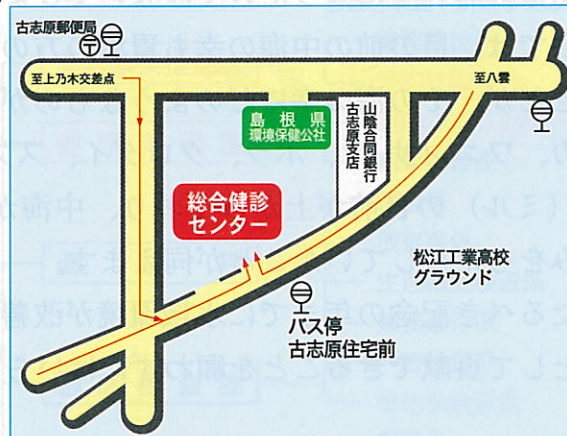 古志原郵便局
至上乃木交差点
至八雲
島根県
環境保健公社
山陰合同銀行
古志原支店
総合健診
センター
松江工業高校
グラウンド
バス停
古志原住宅前